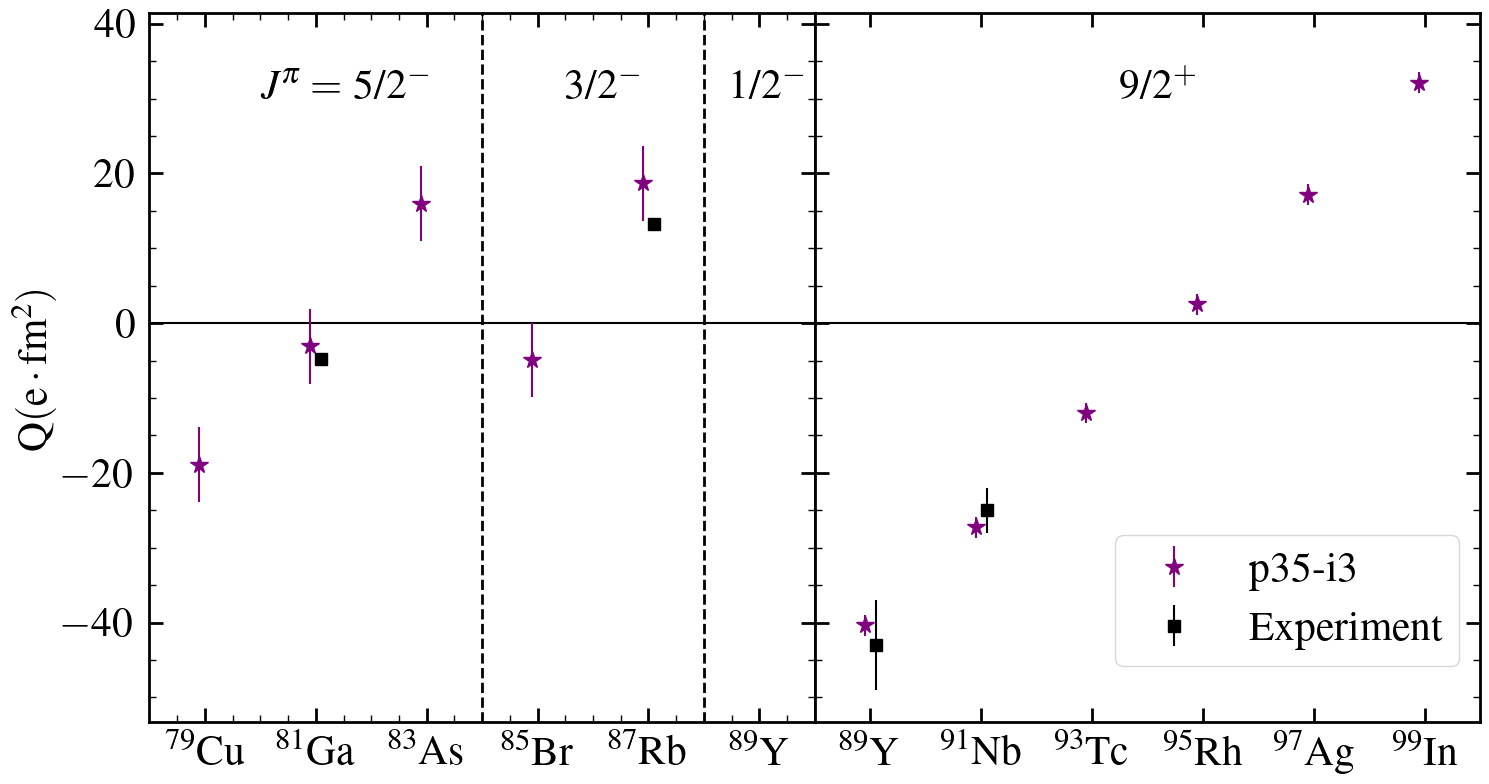 40
20
0
−20
−40
Q(e·fm²)
Jπ = 5/2⁻
3/2⁻
1/2⁻
9/2⁺
p35-i3
Experiment
⁷⁹Cu ⁸¹Ga ⁸³As ⁸⁵Br ⁸⁷Rb ⁸⁹Y ⁸⁹Y ⁹¹Nb ⁹³Tc ⁹⁵Rh ⁹⁷Ag ⁹⁹In